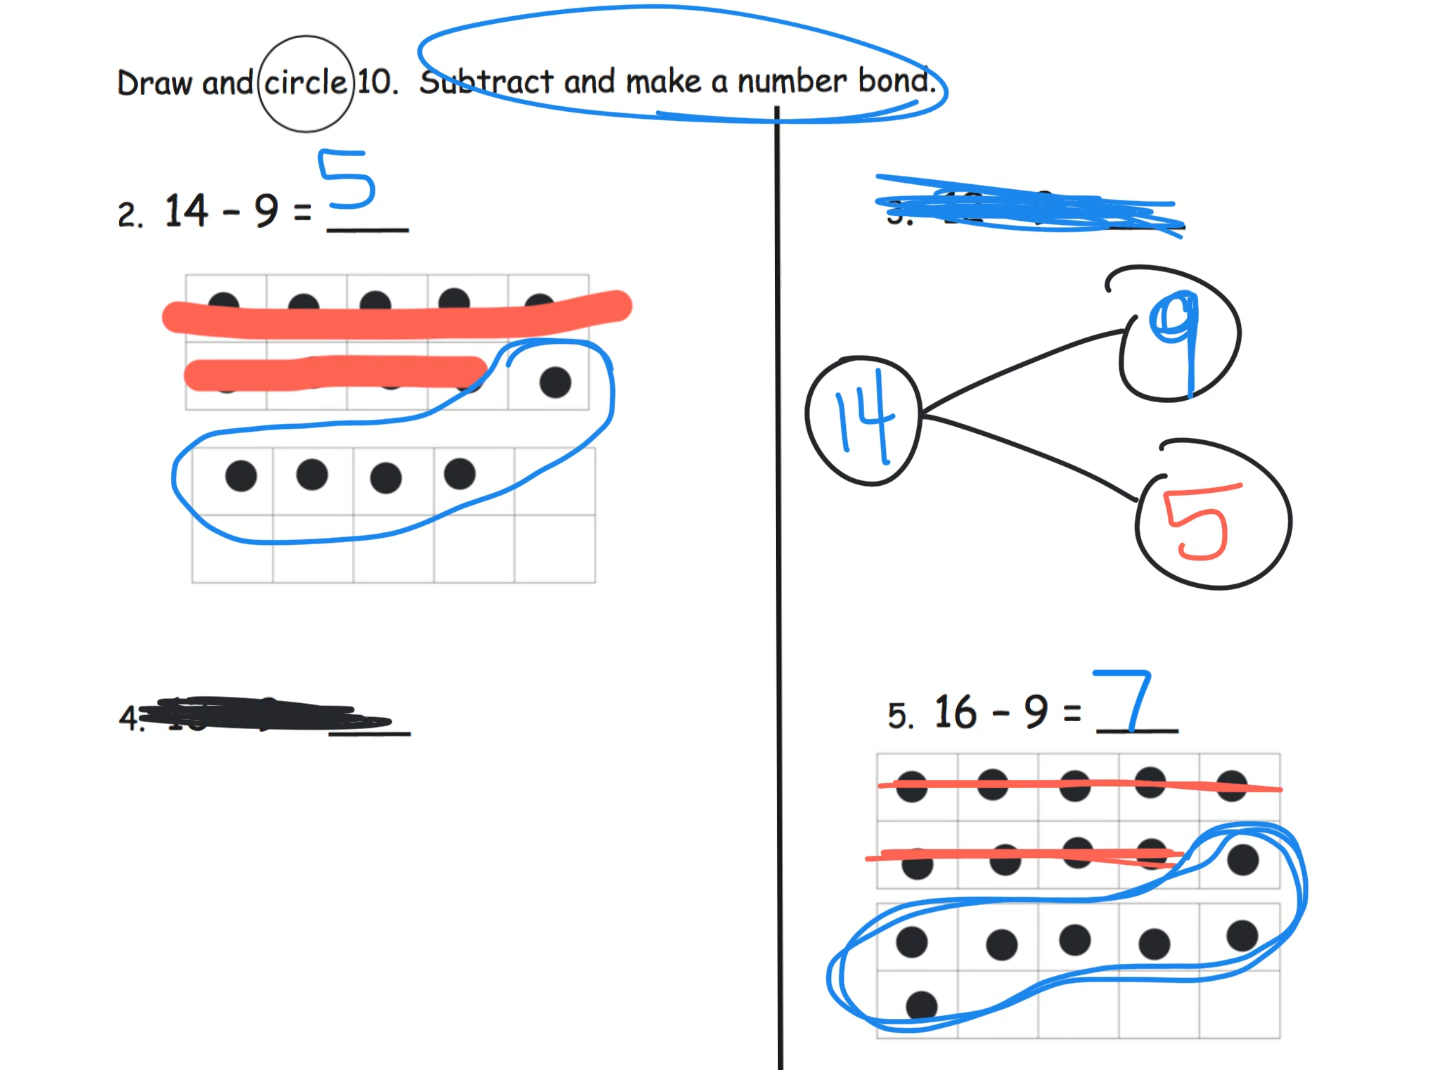 Draw and circle 10. Subtract and make a number bond.
2. 14 - 9 = 5
3.
14
9
5
4.
5. 16 - 9 = 7